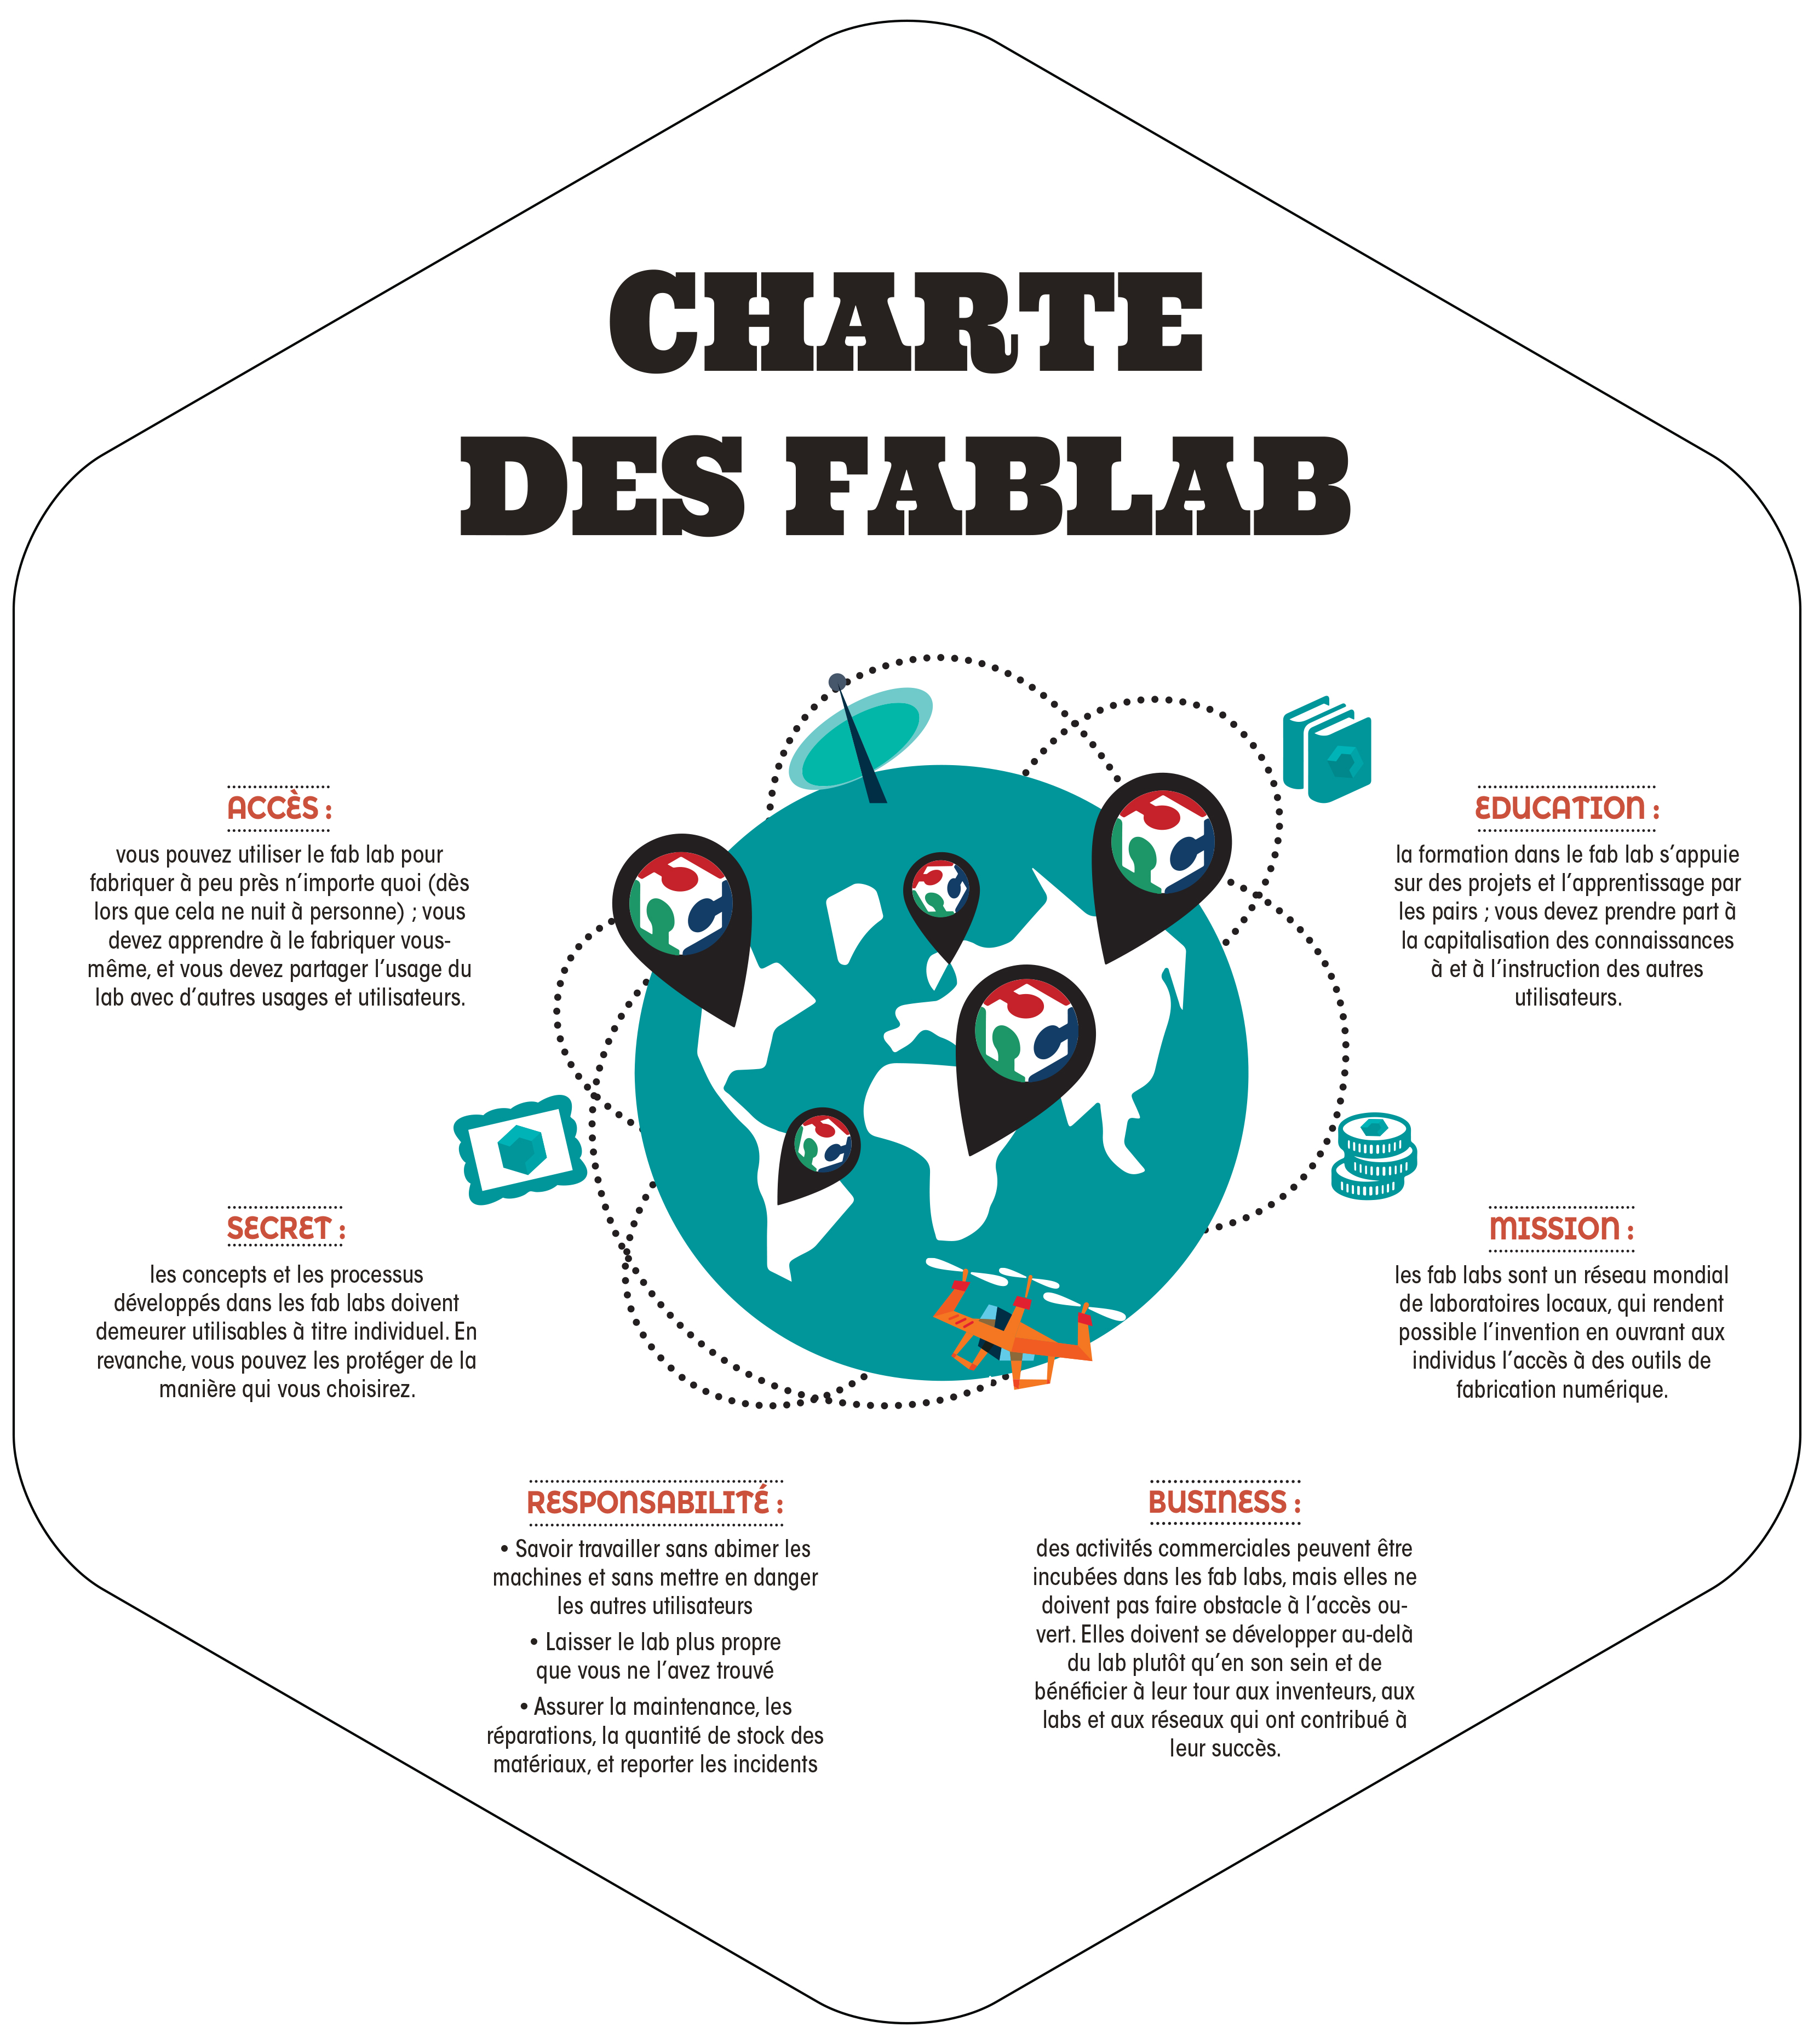 CHARTE
DES FABLAB
ACCÈS :
vous pouvez utiliser le fab lab pour
fabriquer à peu près n’importe quoi (dès
lors que cela ne nuit à personne) ; vous
devez apprendre à le fabriquer vous-
même, et vous devez partager l’usage du
lab avec d’autres usages et utilisateurs.
EDUCATION :
la formation dans le fab lab s’appuie
sur des projets et l’apprentissage par
les pairs ; vous devez prendre part à
la capitalisation des connaissances
à et à l’instruction des autres
utilisateurs.
SECRET :
les concepts et les processus
développés dans les fab labs doivent
demeurer utilisables à titre individuel. En
revanche, vous pouvez les protéger de la
manière qui vous choisirez.
MISSION :
les fab labs sont un réseau mondial
de laboratoires locaux, qui rendent
possible l’invention en ouvrant aux
individus l’accès à des outils de
fabrication numérique.
RESPONSABILITÉ :
• Savoir travailler sans abimer les
machines et sans mettre en danger
les autres utilisateurs
• Laisser le lab plus propre
que vous ne l’avez trouvé
• Assurer la maintenance, les
réparations, la quantité de stock des
matériaux, et reporter les incidents
BUSINESS :
des activités commerciales peuvent être
incubées dans les fab labs, mais elles ne
doivent pas faire obstacle à l’accès ou-
vert. Elles doivent se développer au-delà
du lab plutôt qu’en son sein et de
bénéficier à leur tour aux inventeurs, aux
labs et aux réseaux qui ont contribué à
leur succès.